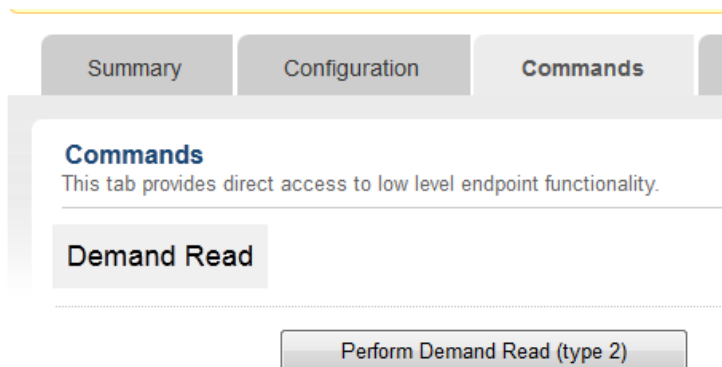 Summary Configuration Commands
Commands
This tab provides direct access to low level endpoint functionality.
Demand Read
Perform Demand Read (type 2)